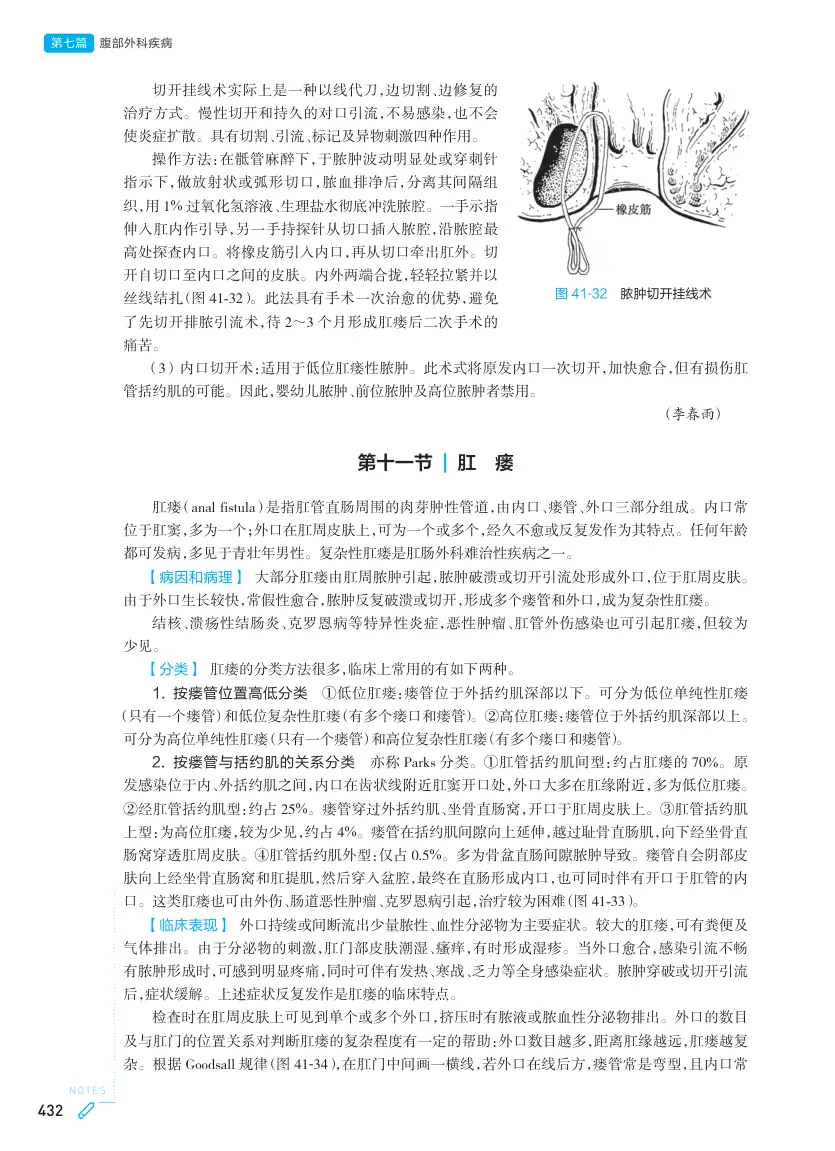 第七篇 腹部外科疾病
切开挂线术实际上是一种以线代刀,边切割、边修复的
治疗方式。慢性切开和持久的对口引流,不易感染,也不会
使炎症扩散。具有切割、引流、标记及异物刺激四种作用。
操作方法:在骶管麻醉下,于脓肿波动明显处或穿刺针
指示下,做放射状或弧形切口,脓血排净后,分离其间隔组
织,用 1% 过氧化氢溶液、生理盐水彻底冲洗脓腔。一手示指
伸入肛内作引导,另一手持探针从切口插入脓腔,沿脓腔最
高处探查内口。将橡皮筋引入内口,再从切口牵出肛外。切
开自切口至内口之间的皮肤。内外两端合拢,轻轻拉紧并以
丝线结扎(图 41-32)。此法具有手术一次治愈的优势,避免
了先切开排脓引流术,待 2～3 个月形成肛瘘后二次手术的
痛苦。
橡皮筋
图 41-32 脓肿切开挂线术
(3)内口切开术:适用于低位肛瘘性脓肿。此术式将原发内口一次切开,加快愈合,但有损伤肛
管括约肌的可能。因此,婴幼儿脓肿、前位脓肿及高位脓肿者禁用。
(李春雨)
第十一节 | 肛 瘘
肛瘘(anal fistula)是指肛管直肠周围的肉芽肿性管道,由内口、瘘管、外口三部分组成。内口常
位于肛窦,多为一个;外口在肛周皮肤上,可为一个或多个,经久不愈或反复发作为其特点。任何年龄
都可发病,多见于青壮年男性。复杂性肛瘘是肛肠外科难治性疾病之一。
【病因和病理】 大部分肛瘘由肛周脓肿引起,脓肿破溃或切开引流处形成外口,位于肛周皮肤。
由于外口生长较快,常假性愈合,脓肿反复破溃或切开,形成多个瘘管和外口,成为复杂性肛瘘。
结核、溃疡性结肠炎、克罗恩病等特异性炎症,恶性肿瘤、肛管外伤感染也可引起肛瘘,但较为
少见。
【分类】 肛瘘的分类方法很多,临床上常用的有如下两种。
1. 按瘘管位置高低分类 ①低位肛瘘:瘘管位于外括约肌深部以下。可分为低位单纯性肛瘘
(只有一个瘘管)和低位复杂性肛瘘(有多个瘘口和瘘管)。②高位肛瘘:瘘管位于外括约肌深部以上。
可分为高位单纯性肛瘘(只有一个瘘管)和高位复杂性肛瘘(有多个瘘口和瘘管)。
2. 按瘘管与括约肌的关系分类 亦称 Parks 分类。①肛管括约肌间型:约占肛瘘的 70%。原
发感染位于内、外括约肌之间,内口在齿状线附近肛窦开口处,外口大多在肛缘附近,多为低位肛瘘。
②经肛管括约肌型:约占 25%。瘘管穿过外括约肌、坐骨直肠窝,开口于肛周皮肤上。③肛管括约肌
上型:为高位肛瘘,较为少见,约占 4%。瘘管在括约肌间隙向上延伸,越过耻骨直肠肌,向下经坐骨直
肠窝穿透肛周皮肤。④肛管括约肌外型:仅占 0.5%。多为骨盆直肠间隙脓肿导致。瘘管自会阴部皮
肤向上经坐骨直肠窝和肛提肌,然后穿入盆腔,最终在直肠形成内口,也可同时伴有开口于肛管的内
口。这类肛瘘也可由外伤、肠道恶性肿瘤、克罗恩病引起,治疗较为困难(图 41-33)。
【临床表现】 外口持续或间断流出少量脓性、血性分泌物为主要症状。较大的肛瘘,可有粪便及
气体排出。由于分泌物的刺激,肛门部皮肤潮湿、瘙痒,有时形成湿疹。当外口愈合,感染引流不畅
有脓肿形成时,可感到明显疼痛,同时可伴有发热、寒战、乏力等全身感染症状。脓肿穿破或切开引流
后,症状缓解。上述症状反复发作是肛瘘的临床特点。
检查时在肛周皮肤上可见到单个或多个外口,挤压时有脓液或脓血性分泌物排出。外口的数目
及与肛门的位置关系对判断肛瘘的复杂程度有一定的帮助:外口数目越多,距离肛缘越远,肛瘘越复
杂。根据 Goodsall 规律(图 41-34),在肛门中间画一横线,若外口在线后方,瘘管常是弯型,且内口常
NOTES
432